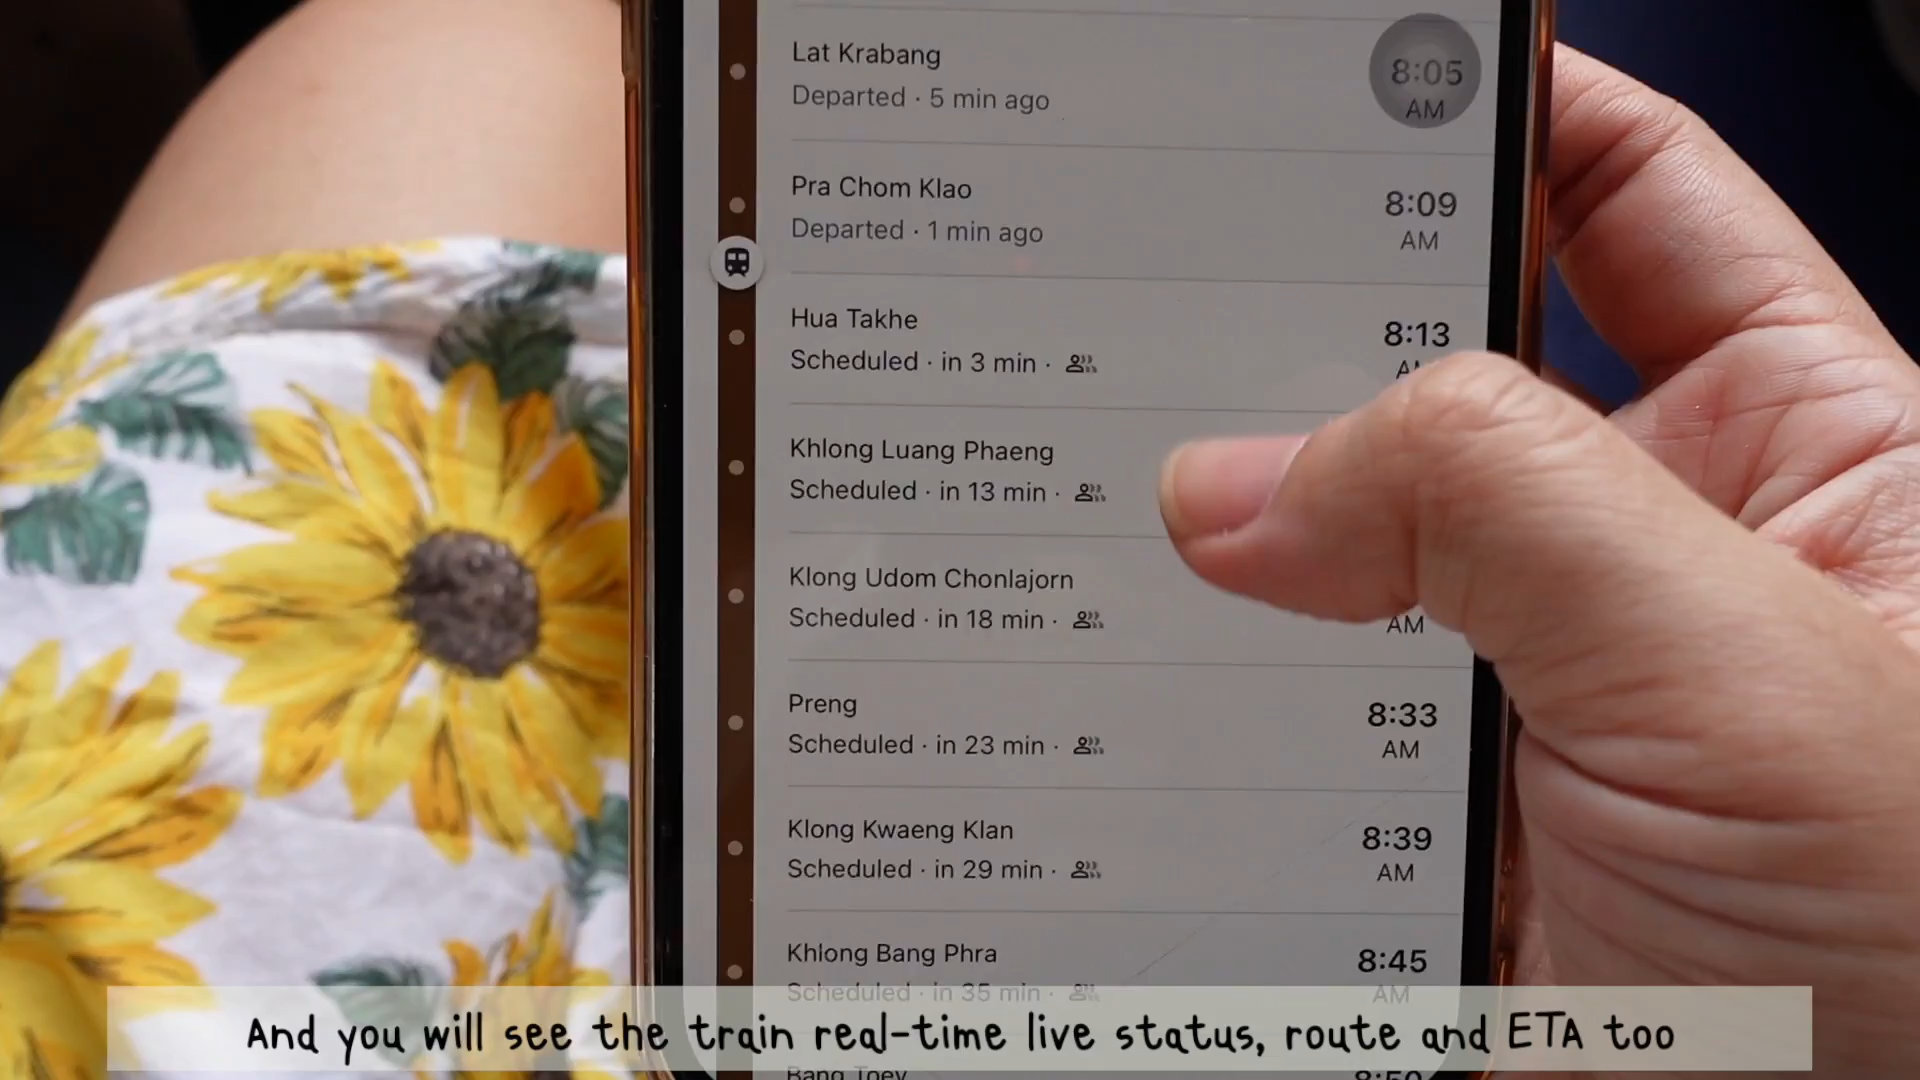 Lat Krabang
Departed · 5 min ago
8:05
AM
Pra Chom Klao
Departed · 1 min ago
8:09
AM
Hua Takhe
Scheduled · in 3 min ·
8:13
Khlong Luang Phaeng
Scheduled · in 13 min ·
Klong Udom Chonlajorn
Scheduled · in 18 min ·
AM
Preng
Scheduled · in 23 min ·
8:33
AM
Klong Kwaeng Klan
Scheduled · in 29 min ·
8:39
AM
Khlong Bang Phra
Scheduled · in 35 min ·
8:45
AM
And you will see the train real-time live status, route and ETA too
Bang Toey
8:50